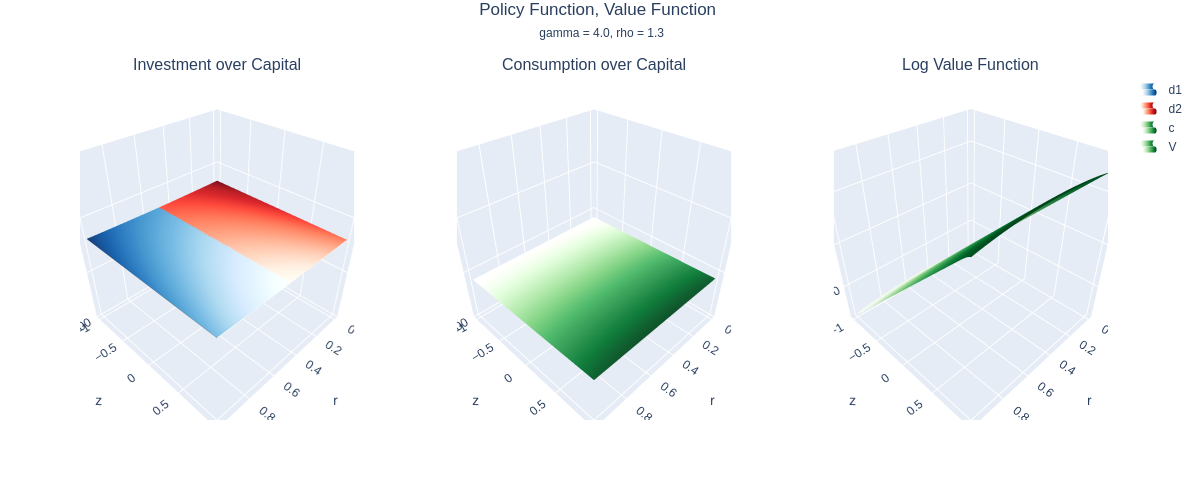 Policy Function, Value Function
gamma = 4.0, rho = 1.3
Investment over Capital
Consumption over Capital
Log Value Function
d1
d2
c
V
−0.5
0
0.5
z
0
0.2
0.4
0.6
0.8
r
−0.5
0
0.5
z
0
0.2
0.4
0.6
0.8
r
0
−1
−0.5
0
0.5
z
0
0.2
0.4
0.6
0.8
r